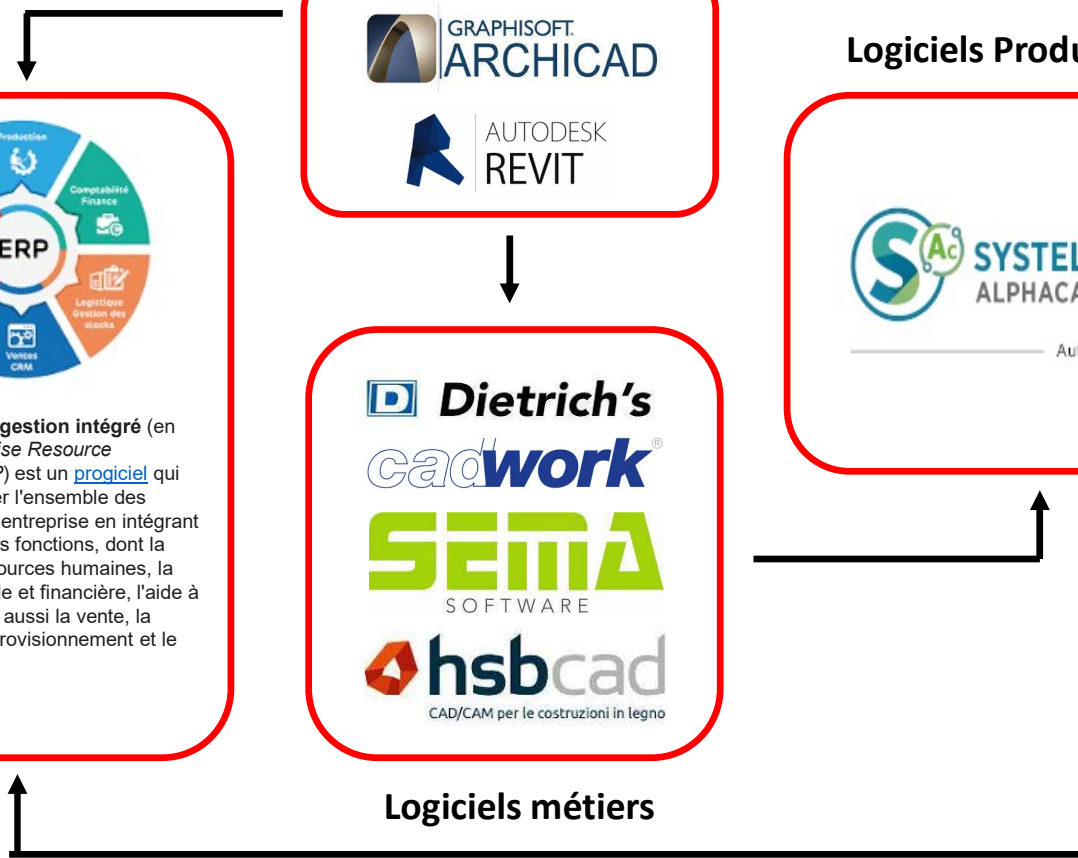 GRAPHISOFT.
ARCHICAD
AUTODESK
REVIT
Logiciels Produ
Production
Comptabilité
Finance
ERP
Logistique
Gestion des
stocks
Ventes
CRM
gestion intégré (en
ise Resource
P) est un progiciel qui
er l'ensemble des
entreprise en intégrant
s fonctions, dont la
ources humaines, la
le et financière, l'aide à
aussi la vente, la
rovisionnement et le
D Dietrich's
cadwork®
SEMA
SOFTWARE
hsbcad
CAD/CAM per le costruzioni in legno
Logiciels métiers
S Ac SYSTEL
ALPHACA
Au